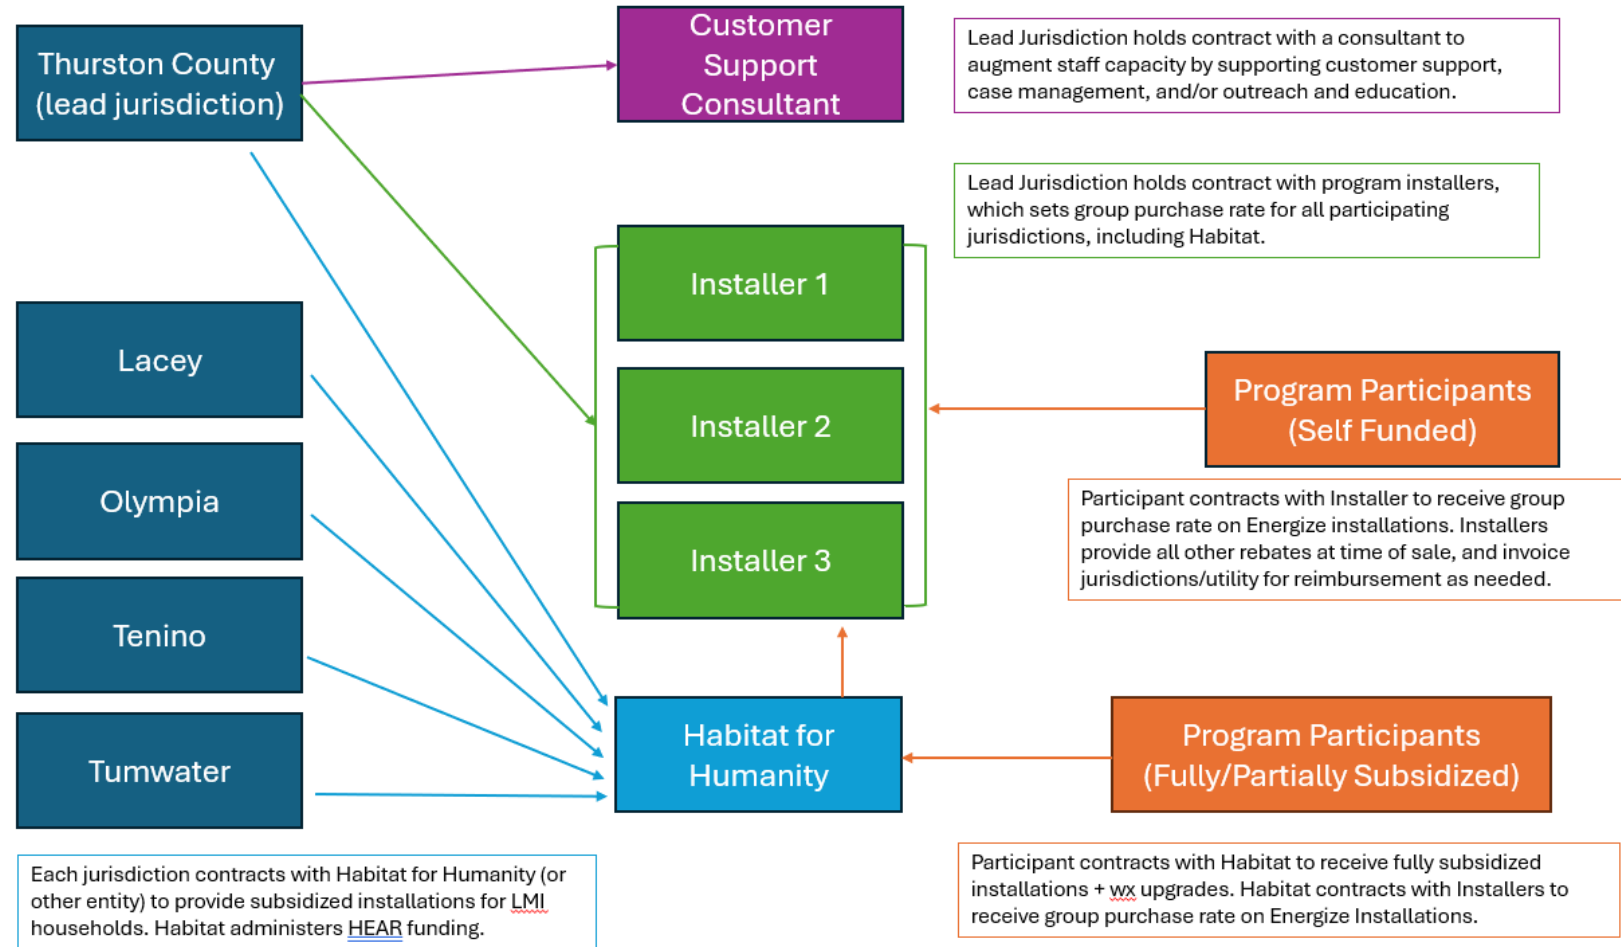 Thurston County
(lead jurisdiction)
Customer
Support
Consultant
Lead Jurisdiction holds contract with a consultant to
augment staff capacity by supporting customer support,
case management, and/or outreach and education.
Lead Jurisdiction holds contract with program installers,
which sets group purchase rate for all participating
jurisdictions, including Habitat.
Installer 1
Lacey
Program Participants
(Self Funded)
Installer 2
Olympia
Participant contracts with Installer to receive group
purchase rate on Energize installations. Installers
provide all other rebates at time of sale, and invoice
jurisdictions/utility for reimbursement as needed.
Installer 3
Tenino
Habitat for
Humanity
Program Participants
(Fully/Partially Subsidized)
Tumwater
Each jurisdiction contracts with Habitat for Humanity (or
other entity) to provide subsidized installations for LMI
households. Habitat administers HEAR funding.
Participant contracts with Habitat to receive fully subsidized
installations + wx upgrades. Habitat contracts with Installers to
receive group purchase rate on Energize Installations.